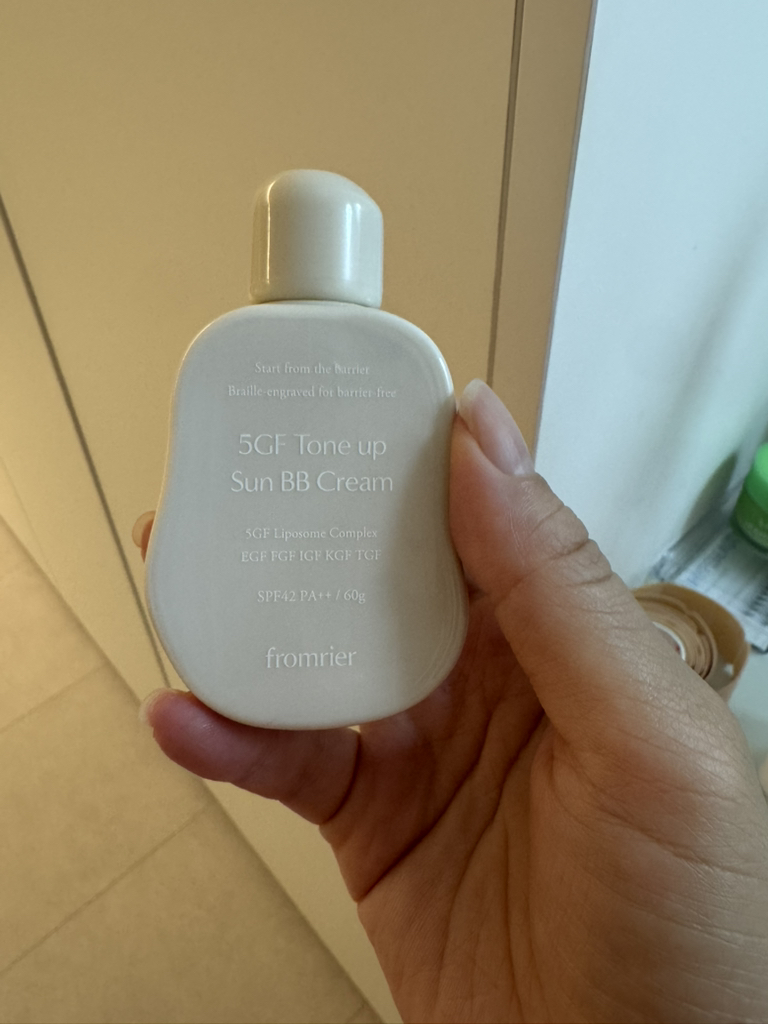 Start from the barrier
Braille-engraved for barrier-free
5GF Tone up
Sun BB Cream
5GF Liposome Complex
EGF FGF IGF KGF TGF
SPF42 PA++ / 60g
fromrier